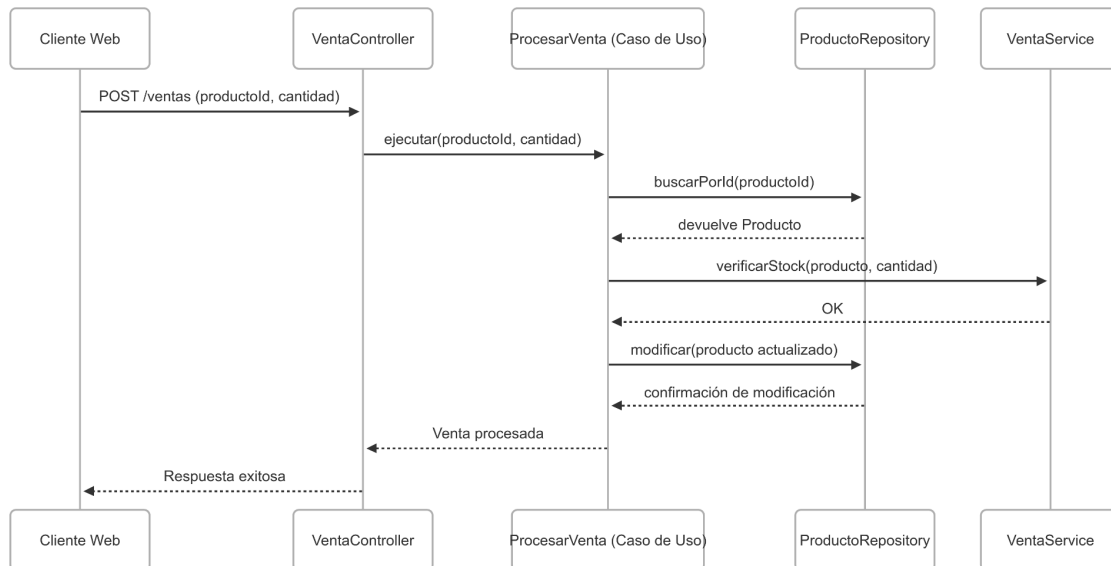 Cliente Web
VentaController
ProcesarVenta (Caso de Uso)
ProductoRepository
VentaService
POST /ventas (productoId, cantidad)
ejecutar(productoId, cantidad)
buscarPorId(productoId)
devuelve Producto
verificarStock(producto, cantidad)
OK
modificar(producto actualizado)
confirmación de modificación
Venta procesada
Respuesta exitosa
Cliente Web
VentaController
ProcesarVenta (Caso de Uso)
ProductoRepository
VentaService